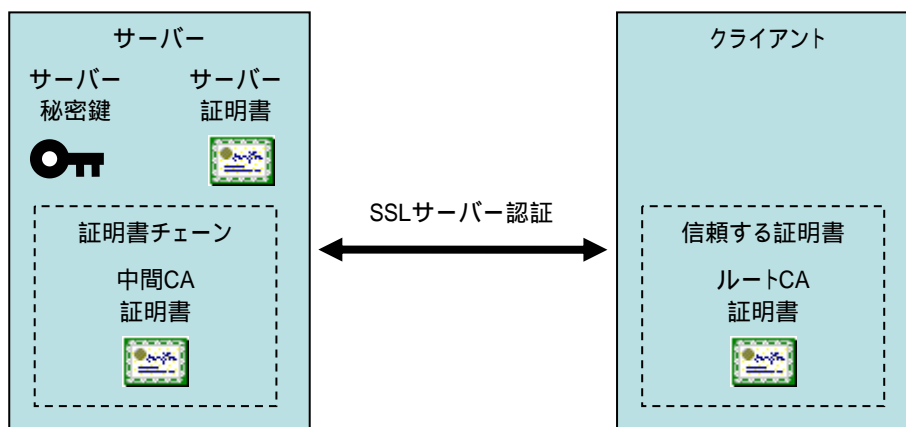 サーバー
サーバー
秘密鍵
サーバー
証明書
証明書チェーン
中間CA
証明書
SSLサーバー認証
クライアント
信頼する証明書
ルートCA
証明書